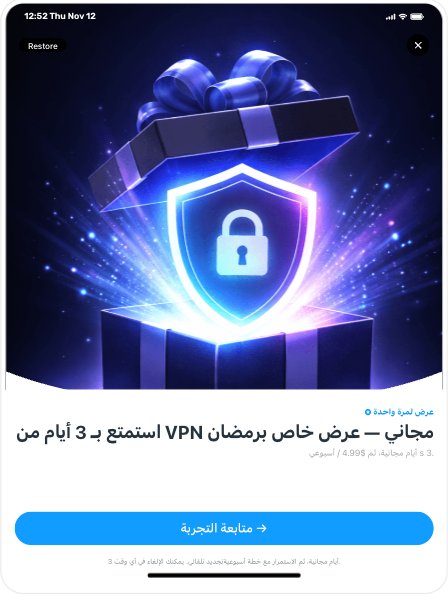 12:52 Thu Nov 12
Restore
عرض لمرة واحدة
مجاني — عرض خاص برمضان VPN استمتع بـ 3 أيام من
.3 s أيام مجانية، ثم 4.99$ / أسبوعي
متابعة التجربة →
.أيام مجانية، ثم الاستمرار مع خطة أسبوعية/تجديد تلقائي. يمكنك الإلغاء في أي وقت 3